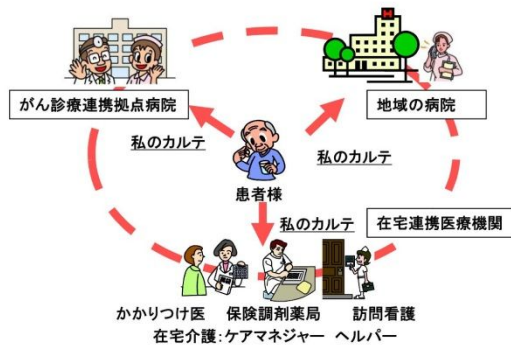 がん診療連携拠点病院
地域の病院
私のカルテ
私のカルテ
患者様
私のカルテ
在宅連携医療機関
かかりつけ医 保険調剤薬局 訪問看護
在宅介護：ケアマネジャー ヘルパー